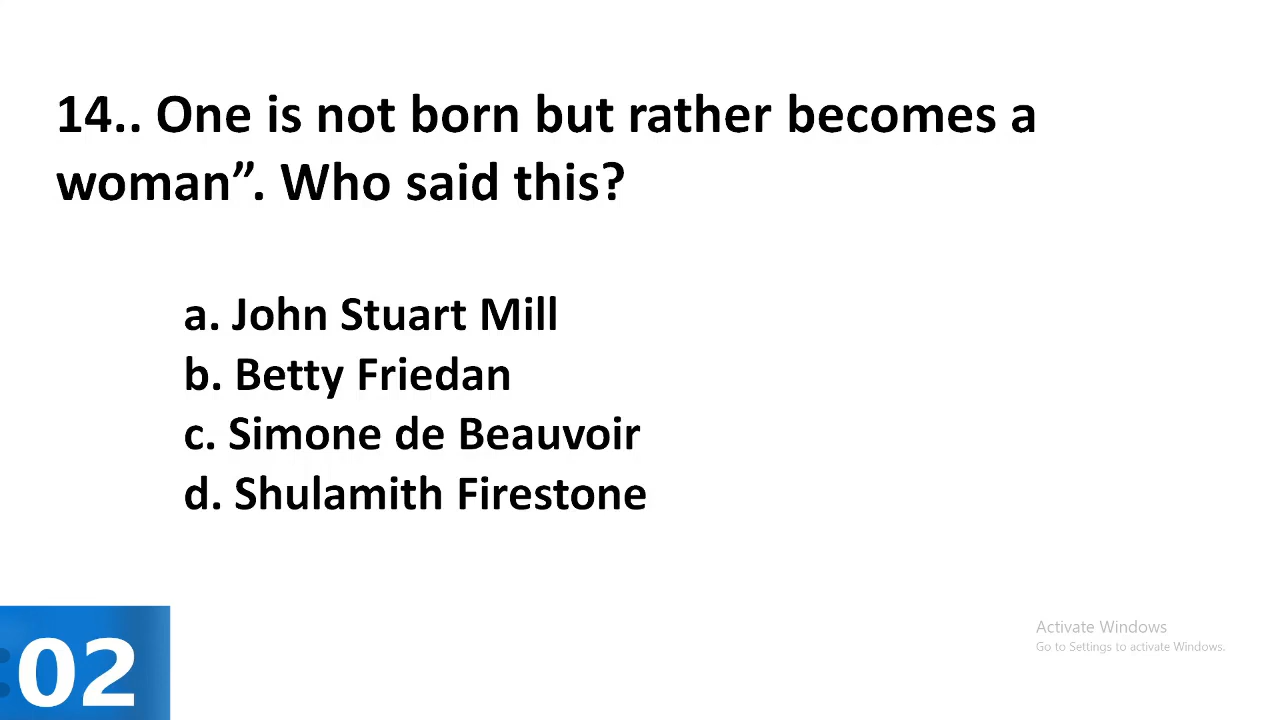 14.. One is not born but rather becomes a
woman”. Who said this?
a. John Stuart Mill
b. Betty Friedan
c. Simone de Beauvoir
d. Shulamith Firestone
02
Activate Windows
Go to Settings to activate Windows.